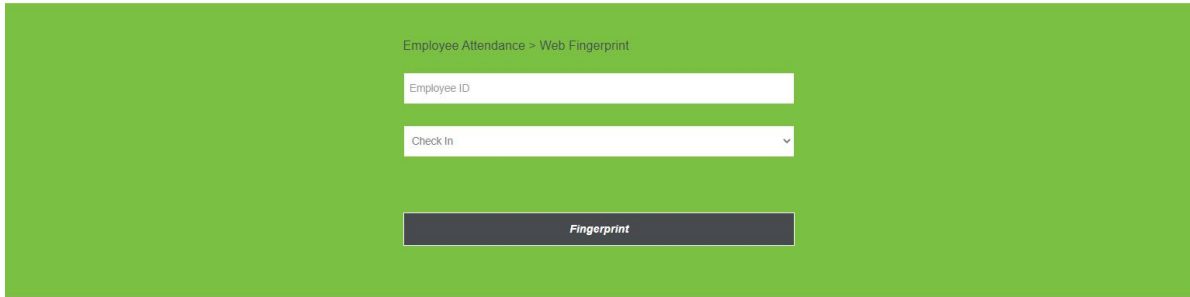 Employee Attendance > Web Fingerprint
Employee ID
Check In
Fingerprint